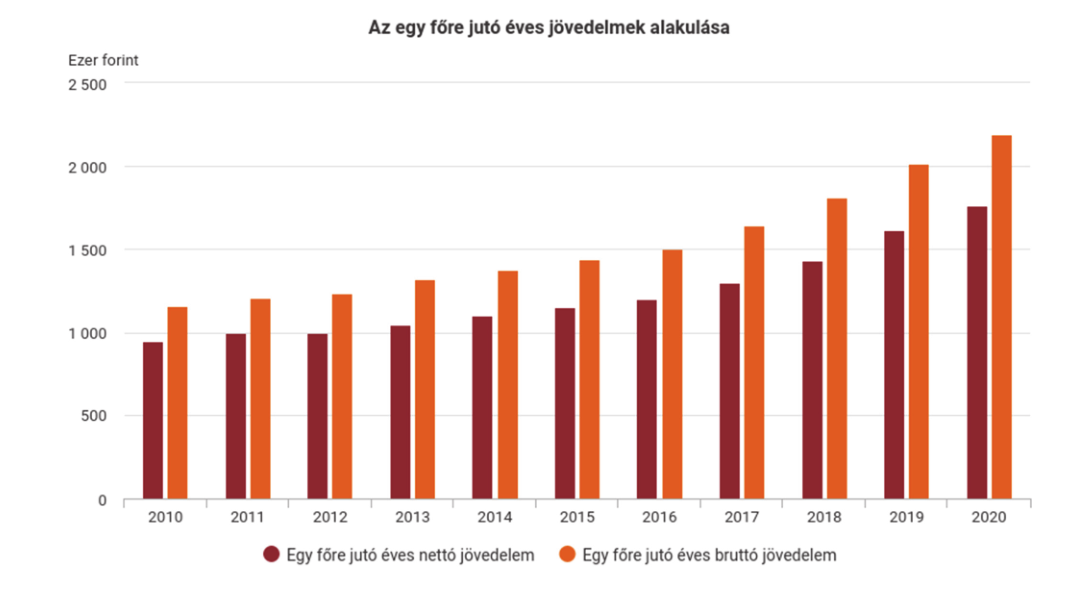 Az egy főre jutó éves jövedelmek alakulása
Ezer forint
2 500
2 000
1 500
1 000
500
0
2010 2011 2012 2013 2014 2015 2016 2017 2018 2019 2020
Egy főre jutó éves nettó jövedelem Egy főre jutó éves bruttó jövedelem